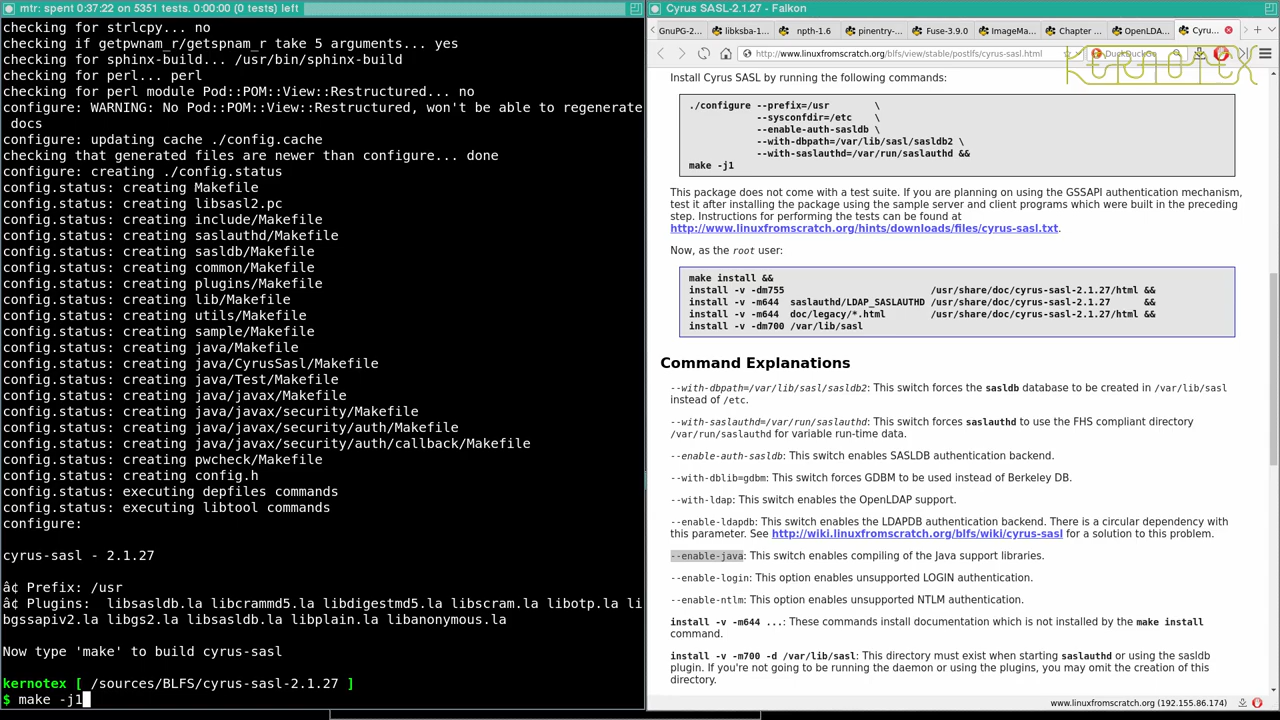 mtr: spent 0:37:22 on 5351 tests. 0:00:00 (0 tests) left
checking for strlcpy... no
checking if getpwnam_r/getspnam_r take 5 arguments... yes
checking for sphinx-build... /usr/bin/sphinx-build
checking for perl... perl
checking for perl module Pod::POM::View::Restructured... no
configure: WARNING: No Pod::POM::View::Restructured, won't be able to regenerate
docs
configure: updating cache ./config.cache
checking that generated files are newer than configure... done
configure: creating ./config.status
config.status: creating Makefile
config.status: creating libsasl2.pc
config.status: creating include/Makefile
config.status: creating saslauthd/Makefile
config.status: creating sasldb/Makefile
config.status: creating common/Makefile
config.status: creating plugins/Makefile
config.status: creating lib/Makefile
config.status: creating utils/Makefile
config.status: creating sample/Makefile
config.status: creating java/Makefile
config.status: creating java/CyrusSasl/Makefile
config.status: creating java/Test/Makefile
config.status: creating java/javax/Makefile
config.status: creating java/javax/security/Makefile
config.status: creating java/javax/security/auth/Makefile
config.status: creating java/javax/security/auth/callback/Makefile
config.status: creating pwcheck/Makefile
config.status: creating config.h
config.status: executing depfiles commands
config.status: executing libtool commands
configure:
cyrus-sasl - 2.1.27
â¢ Prefix: /usr
â¢ Plugins:  libsasldb.la libcrammd5.la libdigestmd5.la libscram.la libotp.la li
bgssapiv2.la libgs2.la libsasldb.la libplain.la libanonymous.la
Now type 'make' to build cyrus-sasl
kernotex [ /sources/BLFS/cyrus-sasl-2.1.27 ]
$ make -j1
Cyrus SASL-2.1.27 - Falkon
GnuPG-2... libksba-1... npth-1.6 pinentry-... Fuse-3.9.0 ImageMa... Chapter ... OpenLDA... Cyru...
http://www.linuxfromscratch.org/blfs/view/stable/postlfs/cyrus-sasl.html DuckDuckGo
KERNOTEX
Install Cyrus SASL by running the following commands:
./configure --prefix=/usr        \
--sysconfdir=/etc    \
--enable-auth-sasldb \
--with-dbpath=/var/lib/sasl/sasldb2 \
--with-saslauthd=/var/run/saslauthd &&
make -j1
This package does not come with a test suite. If you are planning on using the GSSAPI authentication mechanism,
test it after installing the package using the sample server and client programs which were built in the preceding
step. Instructions for performing the tests can be found at
http://www.linuxfromscratch.org/hints/downloads/files/cyrus-sasl.txt.
Now, as the root user:
make install &&
install -v -dm755                          /usr/share/doc/cyrus-sasl-2.1.27/html &&
install -v -m644  saslauthd/LDAP_SASLAUTHD /usr/share/doc/cyrus-sasl-2.1.27      &&
install -v -m644  doc/legacy/*.html        /usr/share/doc/cyrus-sasl-2.1.27/html &&
install -v -dm700 /var/lib/sasl
Command Explanations
--with-dbpath=/var/lib/sasl/sasldb2: This switch forces the sasldb database to be created in /var/lib/sasl
instead of /etc.
--with-saslauthd=/var/run/saslauthd: This switch forces saslauthd to use the FHS compliant directory
/var/run/saslauthd for variable run-time data.
--enable-auth-sasldb: This switch enables SASLDB authentication backend.
--with-dblib=gdbm: This switch forces GDBM to be used instead of Berkeley DB.
--with-ldap: This switch enables the OpenLDAP support.
--enable-ldapdb: This switch enables the LDAPDB authentication backend. There is a circular dependency with
this parameter. See http://wiki.linuxfromscratch.org/blfs/wiki/cyrus-sasl for a solution to this problem.
--enable-java: This switch enables compiling of the Java support libraries.
--enable-login: This option enables unsupported LOGIN authentication.
--enable-ntlm: This option enables unsupported NTLM authentication.
install -v -m644 ...: These commands install documentation which is not installed by the make install
command.
install -v -m700 -d /var/lib/sasl: This directory must exist when starting saslauthd or using the sasldb
plugin. If you're not going to be running the daemon or using the plugins, you may omit the creation of this
directory.
www.linuxfromscratch.org (192.155.86.174)